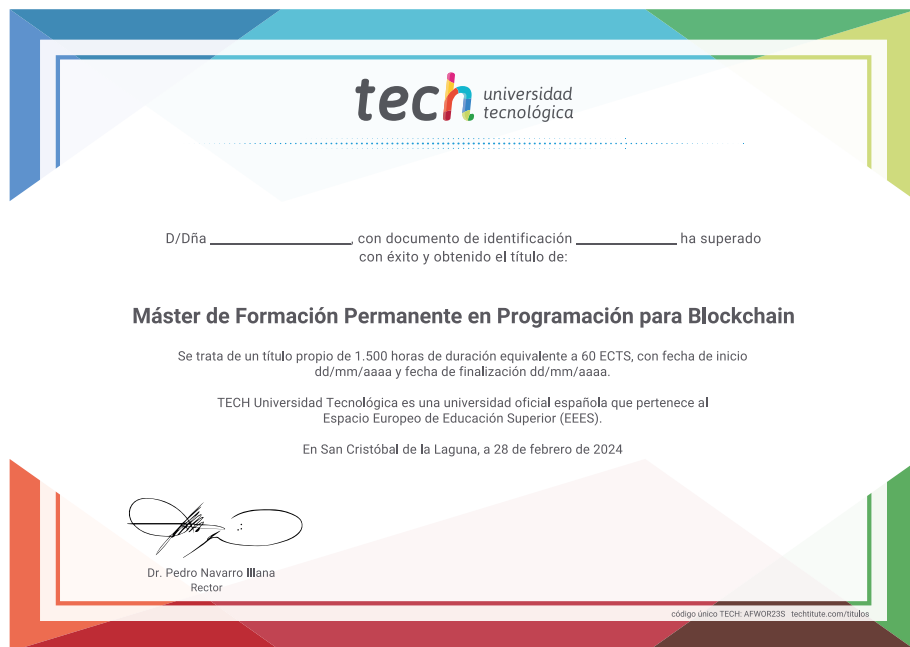 tech universidad
tecnológica
D/Dña ______________, con documento de identificación ____________ ha superado
con éxito y obtenido el título de:
Máster de Formación Permanente en Programación para Blockchain
Se trata de un título propio de 1.500 horas de duración equivalente a 60 ECTS, con fecha de inicio
dd/mm/aaaa y fecha de finalización dd/mm/aaaa.
TECH Universidad Tecnológica es una universidad oficial española que pertenece al
Espacio Europeo de Educación Superior (EEES).
En San Cristóbal de la Laguna, a 28 de febrero de 2024
Dr. Pedro Navarro Illana
Rector
código único TECH: AFWOR23S techtitute.com/titulos